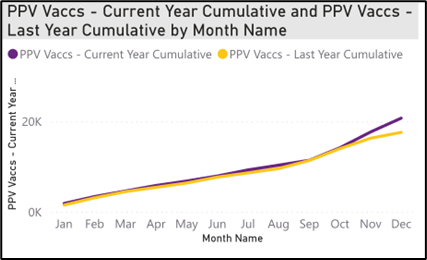 PPV Vaccs - Current Year Cumulative and PPV Vaccs -
Last Year Cumulative by Month Name
PPV Vaccs - Current Year Cumulative PPV Vaccs - Last Year Cumulative
PPV Vaccs - Current Year ...
20K
0K
Jan Feb Mar Apr May Jun Jul Aug Sep Oct Nov Dec
Month Name